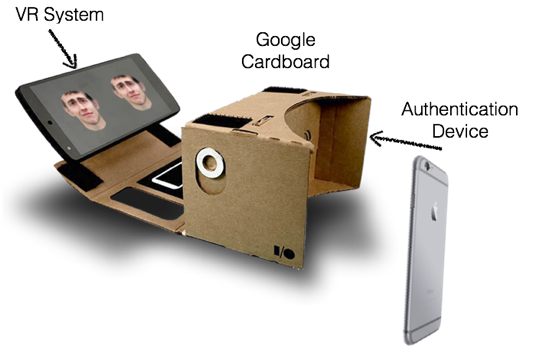 VR System
Google
Cardboard
Authentication
Device
I/O